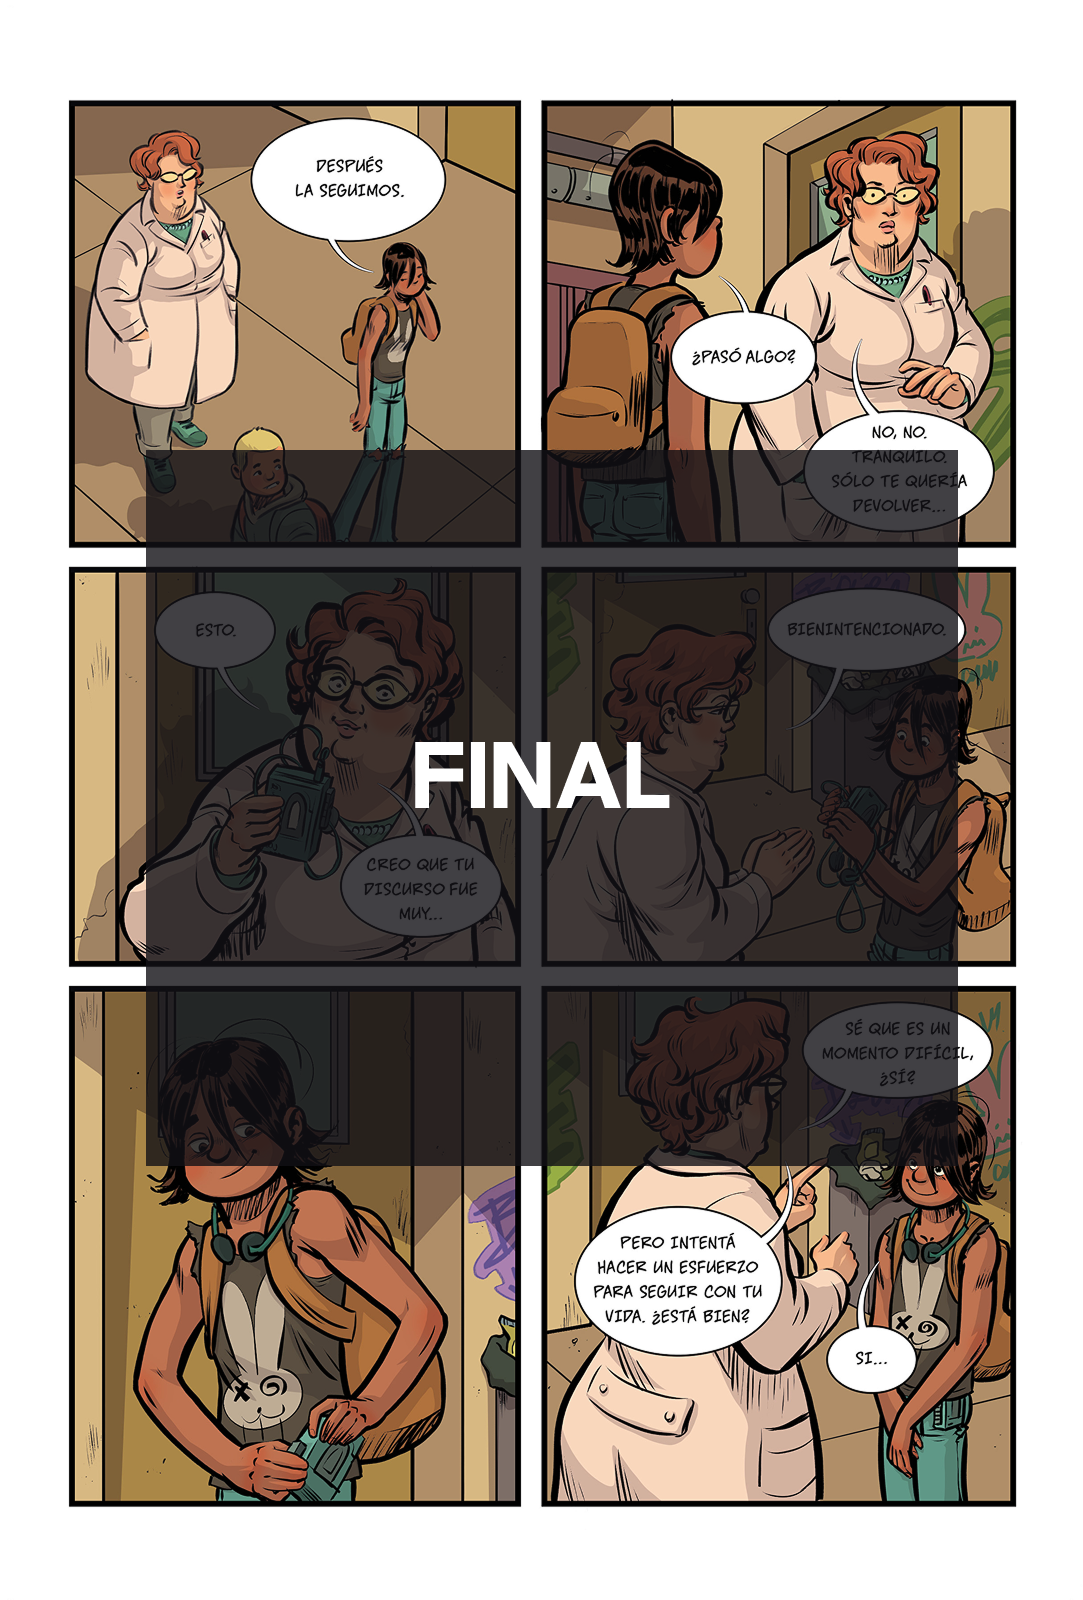 DESPUÉS
LA SEGUIMOS.
¿PASÓ ALGO?
NO, NO.
TRANQUILO.
SÓLO TE QUERÍA
DEVOLVER...
ESTO.
CREO QUE TU
DISCURSO FUE
MUY...
BIENINTENCIONADO.
FINAL
SÉ QUE ES UN
MOMENTO DIFÍCIL,
¿SÍ?
PERO INTENTÁ
HACER UN ESFUERZO
PARA SEGUIR CON TU
VIDA. ¿ESTÁ BIEN?
SI...